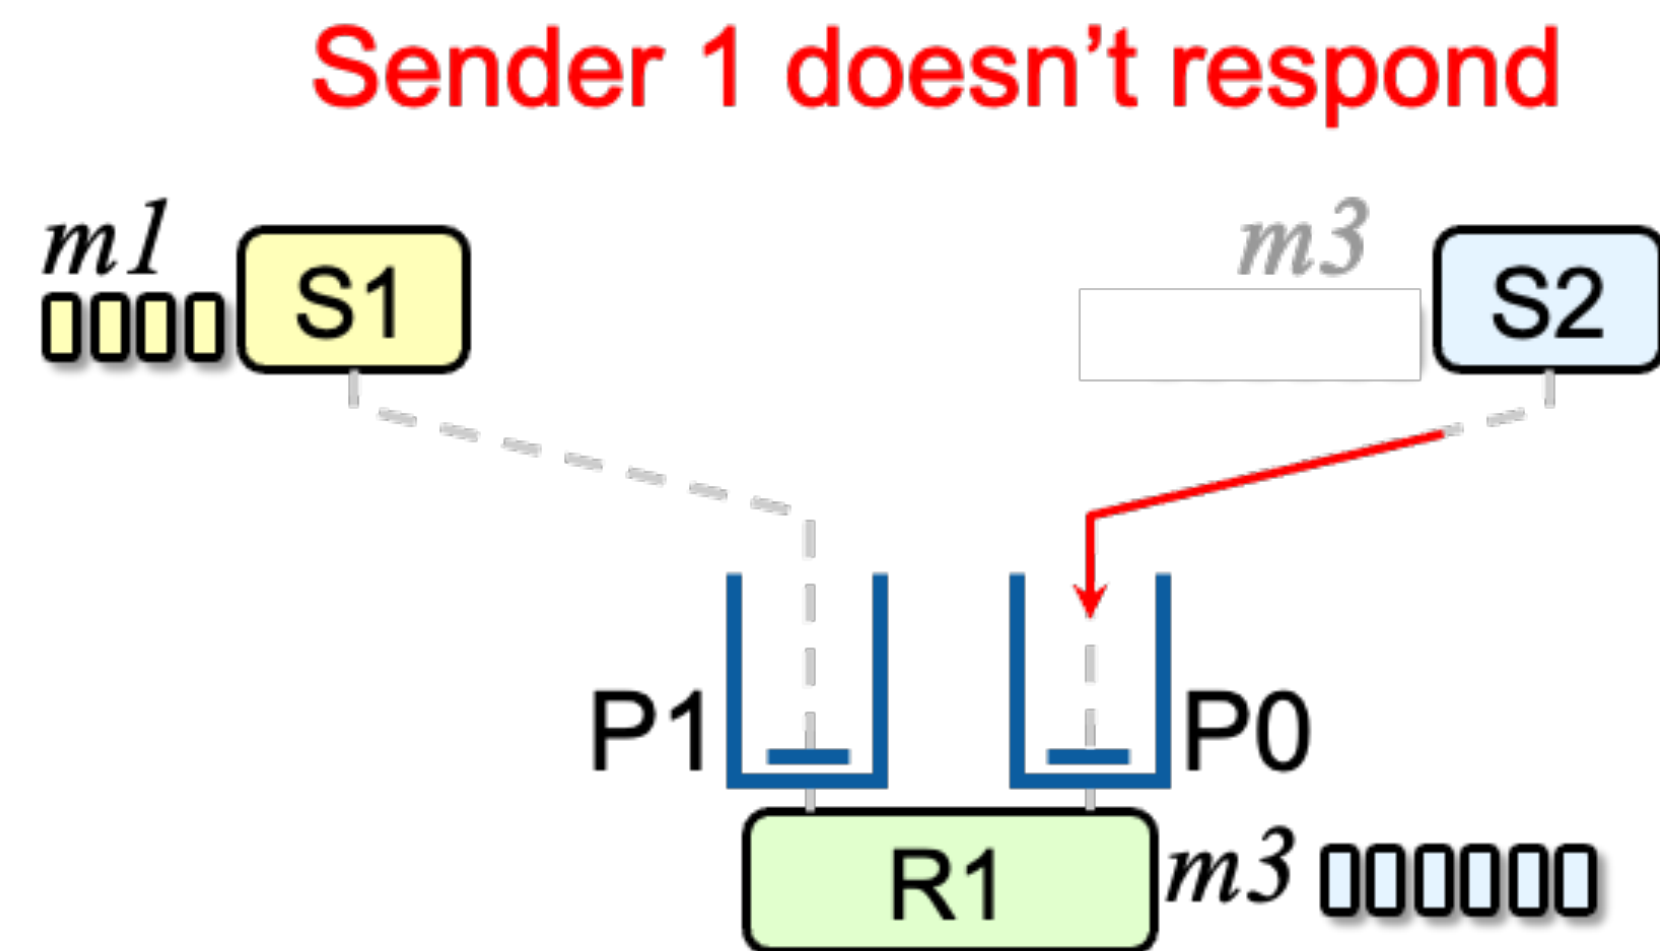 Sender 1 doesn’t respond
m1
S1
m3
S2
P1
P0
R1
m3